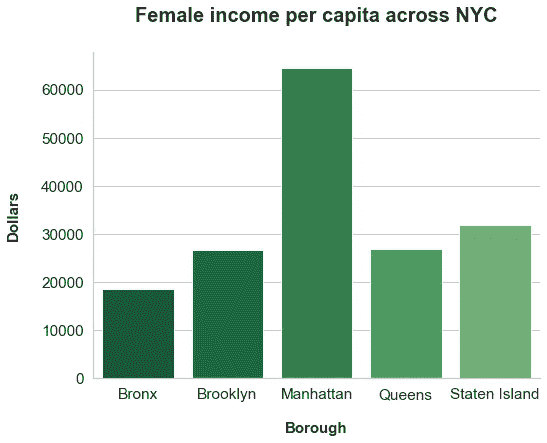 Female income per capita across NYC
60000
50000
40000
30000
20000
10000
0
Dollars
Bronx Brooklyn Manhattan Queens Staten Island
Borough